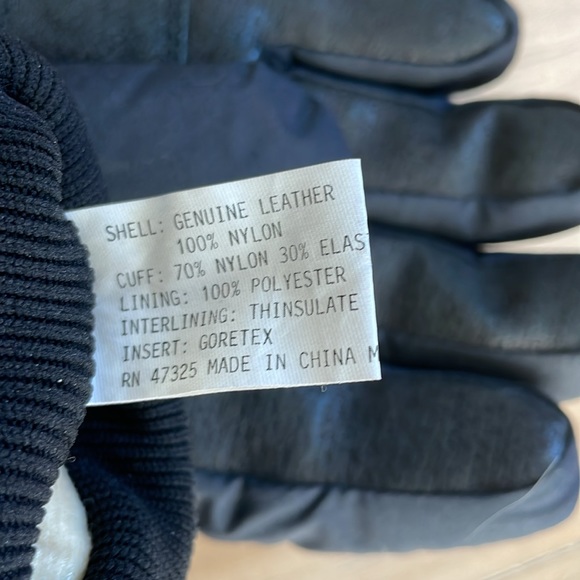 SHELL: GENUINE LEATHER
100% NYLON
CUFF: 70% NYLON 30% ELAS
LINING: 100% POLYESTER
INTERLINING: THINSULATE
INSERT: GORETEX
RN 47325 MADE IN CHINA M